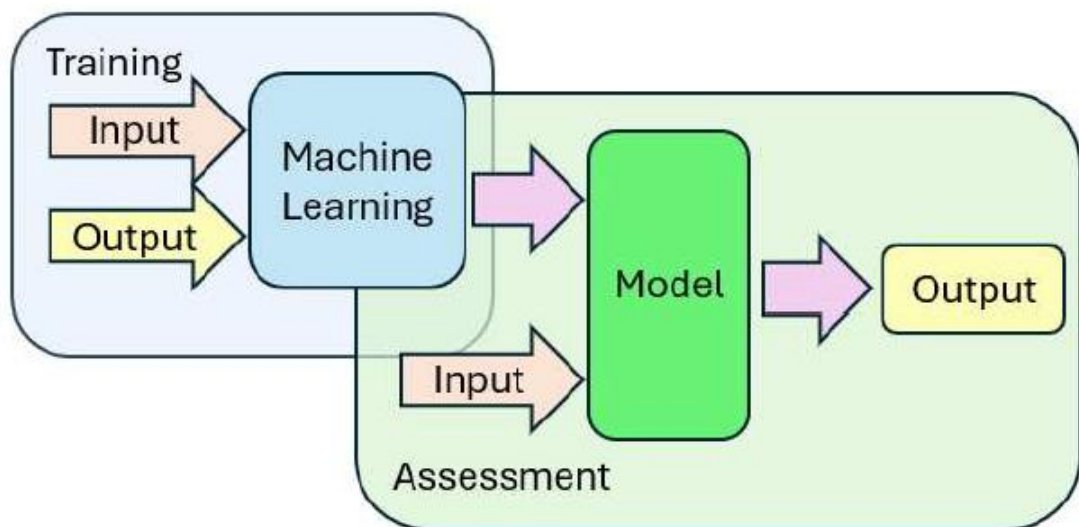 Training
Input
Output
Machine
Learning
Model
Output
Input
Assessment